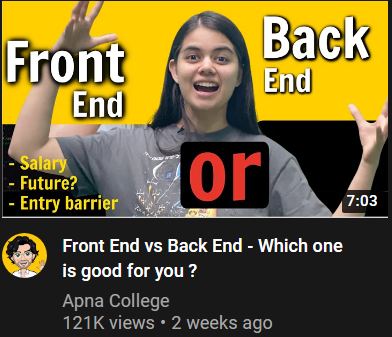 Front
End
Back
End
or
- Salary
- Future?
- Entry barrier
7:03
Front End vs Back End - Which one
is good for you ?
Apna College
121K views • 2 weeks ago